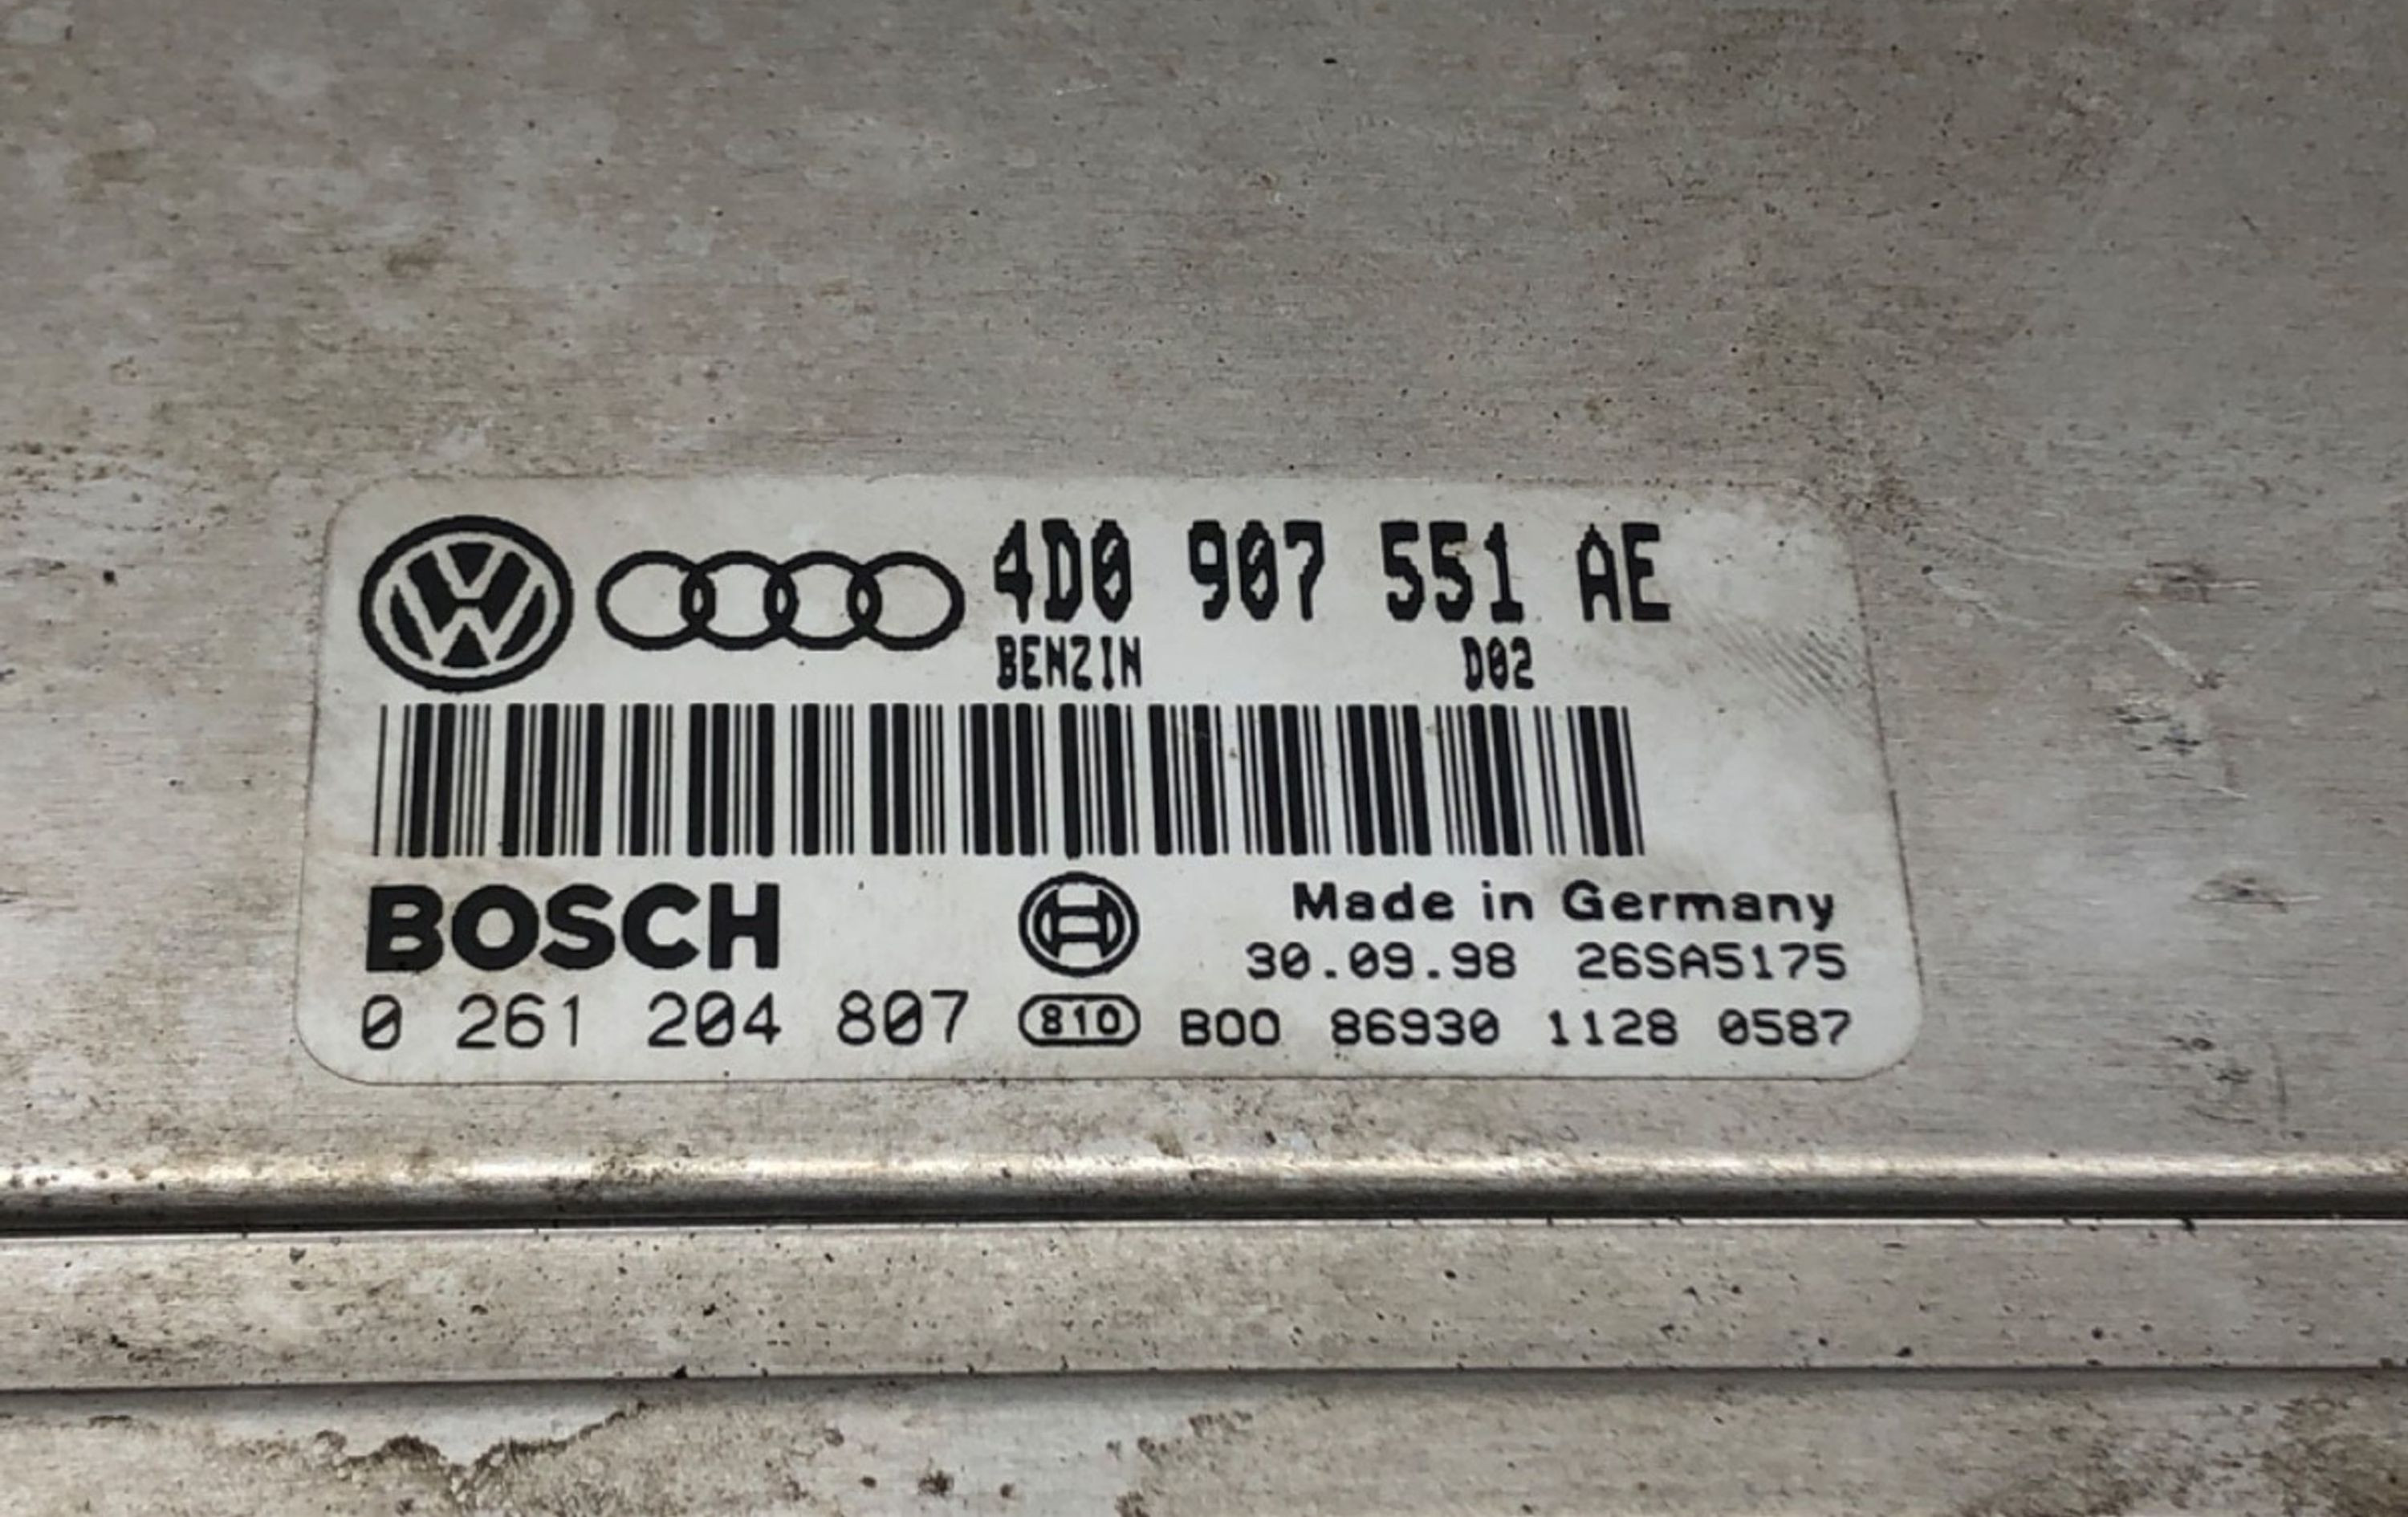 4D0 907 551 AE
BENZIN D02
BOSCH
Made in Germany
30.09.98 26SA5175
0 261 204 807 810 B00 86930 1128 0587